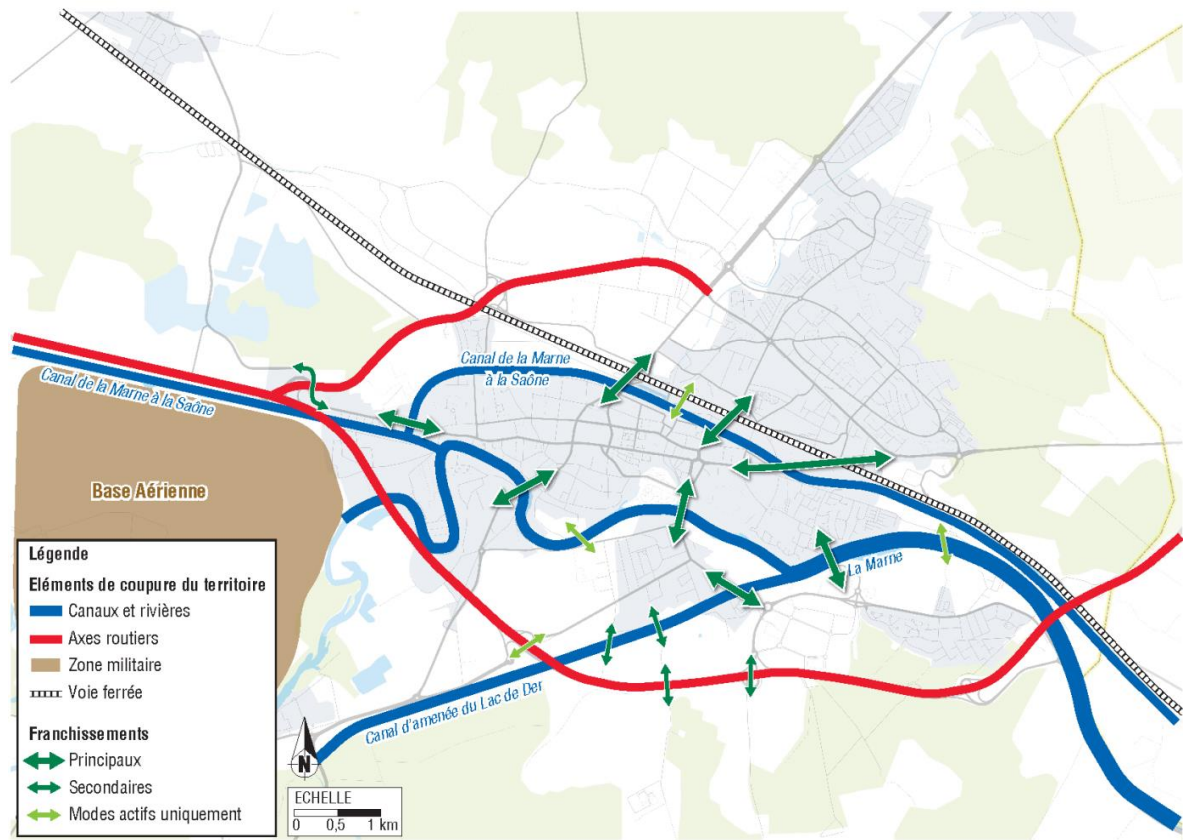 Canal de la Marne
à la Saône
Canal de la Marne à la Saône
Base Aérienne
La Marne
Canal d'amenée du Lac de Der
Légende
Eléments de coupure du territoire
Canaux et rivières
Axes routiers
Zone militaire
Voie ferrée
Franchissements
Principaux
Secondaires
Modes actifs uniquement
N
ECHELLE
0 0,5 1 km